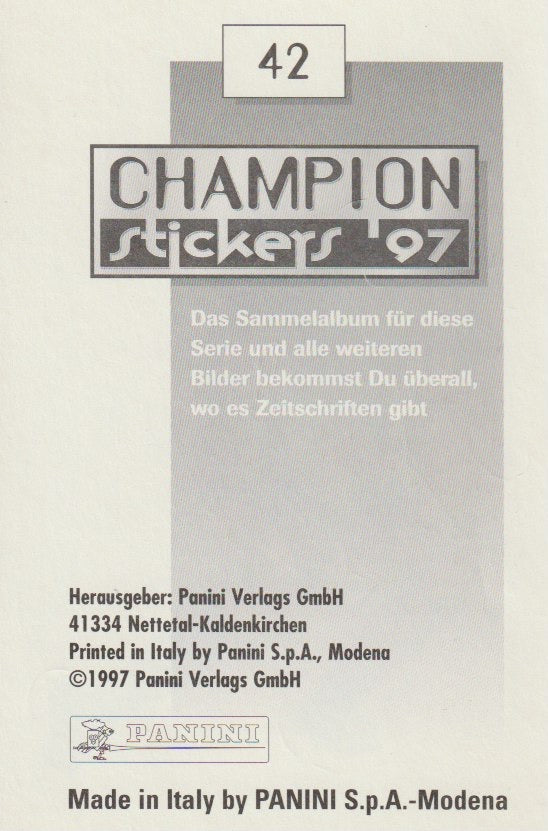 42
CHAMPION
stickers '97
Das Sammelalbum für diese
Serie und alle weiteren
Bilder bekommst Du überall,
wo es Zeitschriften gibt
Herausgeber: Panini Verlags GmbH
41334 Nettetal-Kaldenkirchen
Printed in Italy by Panini S.p.A., Modena
©1997 Panini Verlags GmbH
PANINI
Made in Italy by PANINI S.p.A.-Modena